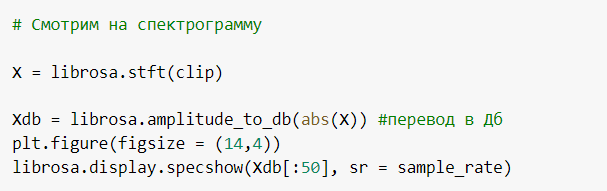 # Смотрим на спектрограмму
X = librosa.stft(clip)
Xdb = librosa.amplitude_to_db(abs(X)) #перевод в Дб
plt.figure(figsize = (14,4))
librosa.display.specshow(Xdb[:50], sr = sample_rate)